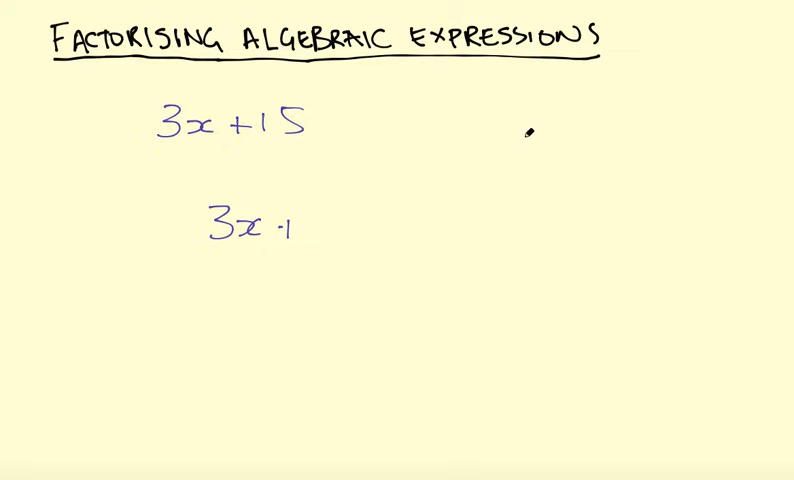 FACTORISING ALGEBRAIC EXPRESSIONS
3x + 15
3x +